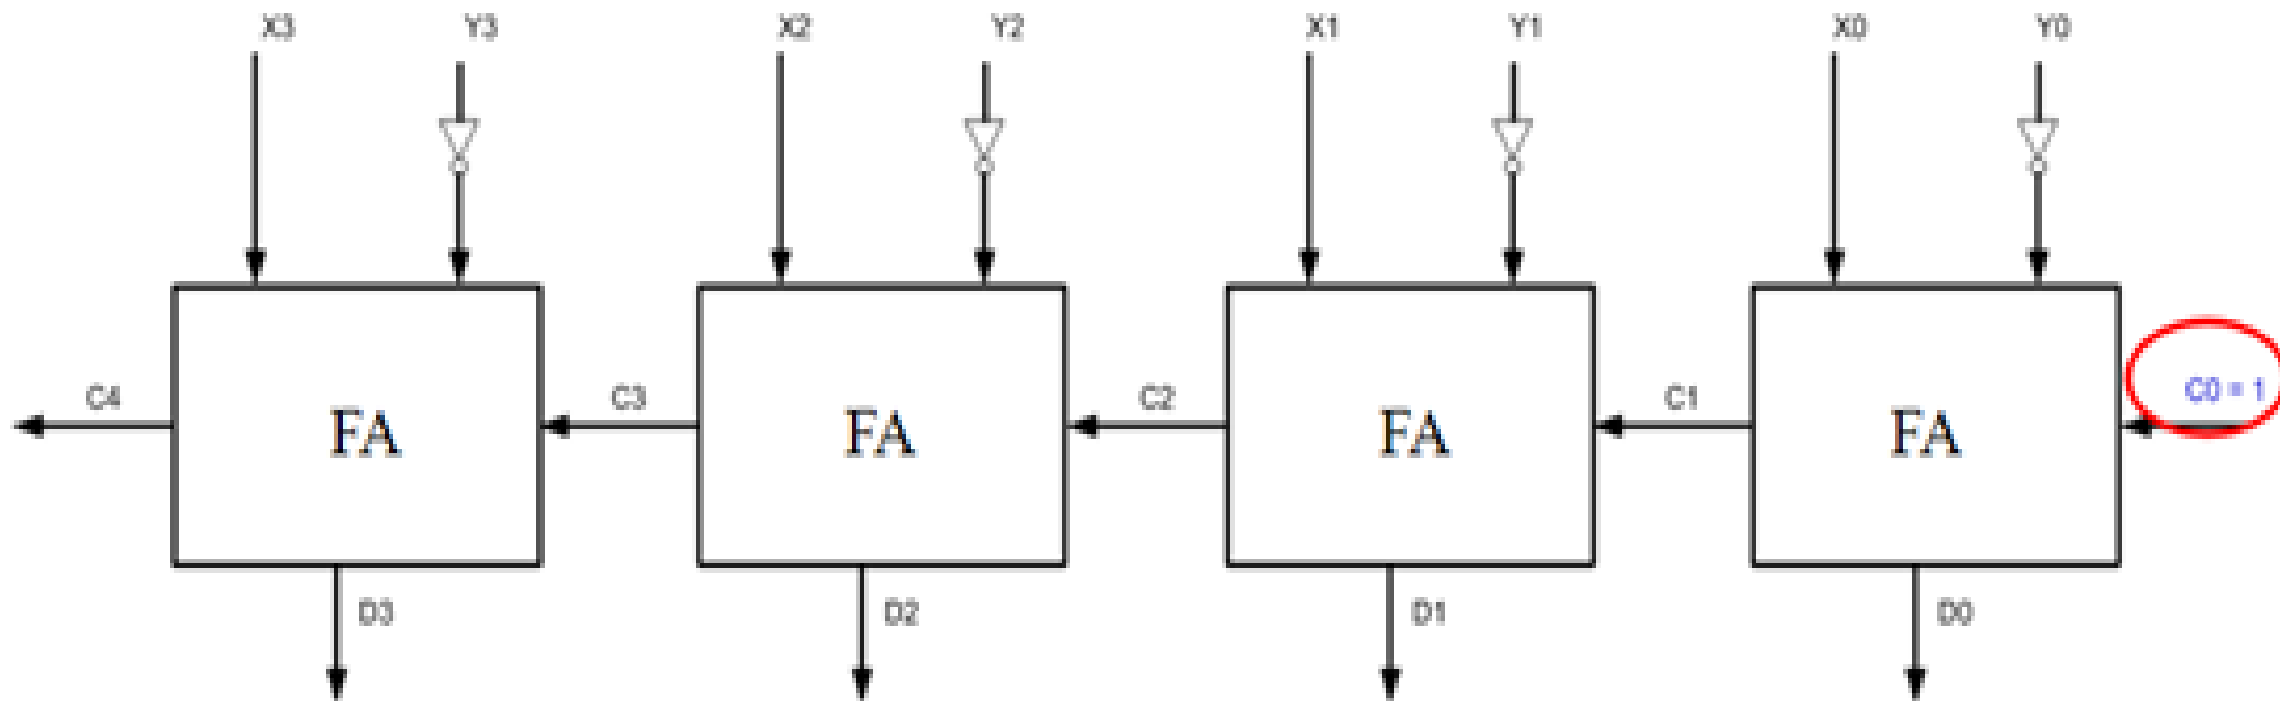 X3 Y3 X2 Y2 X1 Y1 X0 Y0
C4 C3 C2 C1 C0 = 1
FA FA FA FA
D3 D2 D1 D0